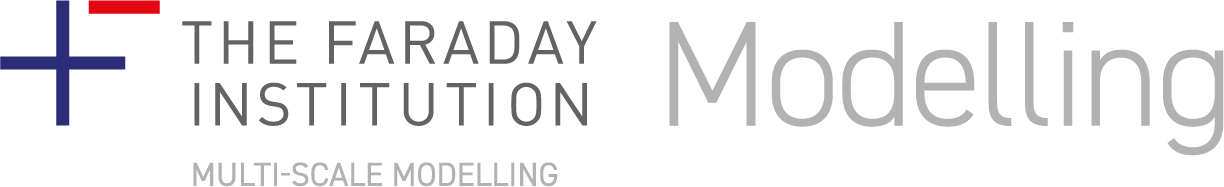 THE FARADAY
INSTITUTION
MULTI-SCALE MODELLING
Modelling